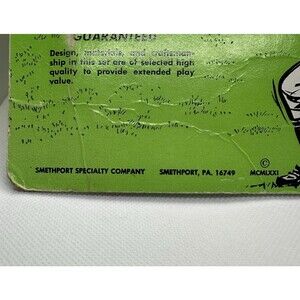 GUARANTEED
Design, materials, and craftsman-
ship in this set are of selected high
quality to provide extended play
value.
©
SMETHPORT SPECIALTY COMPANY SMETHPORT, PA. 16749 MCMLXXI